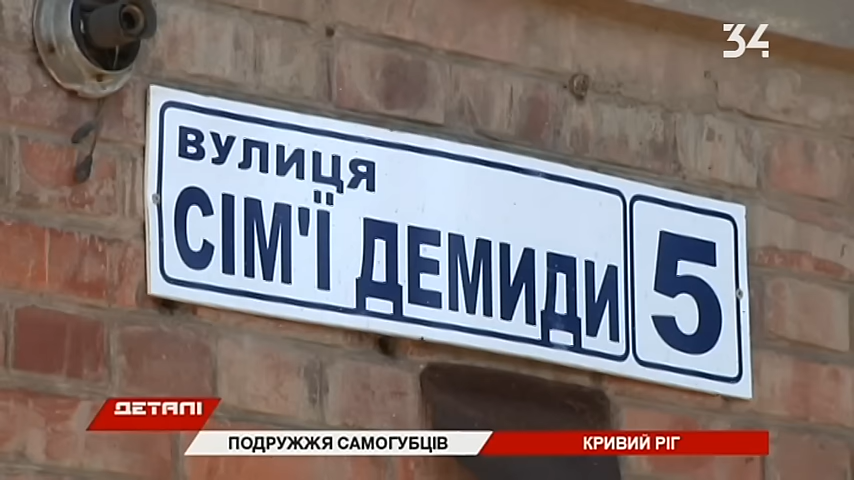 34
ВУЛИЦЯ
СІМ'Ї ДЕМИДИ
5
ДЕТАЛІ
ПОДРУЖЖЯ САМОГУБЦІВ
КРИВИЙ РІГ